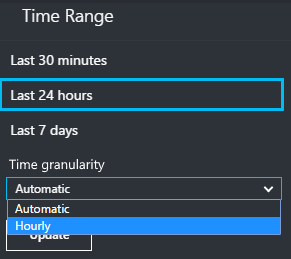 Time Range
Last 30 minutes
Last 24 hours
Last 7 days
Time granularity
Automatic
Automatic
Hourly
Update